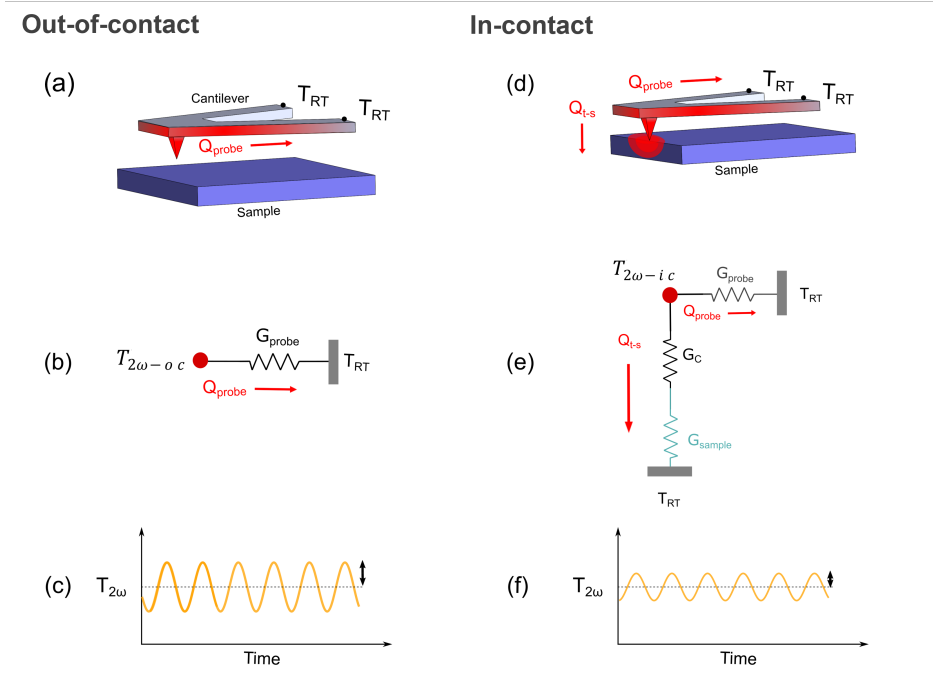 Out-of-contact
In-contact
(a)
Cantilever
T_RT
T_RT
Q_probe
Sample
(d)
Q_probe
T_RT
T_RT
Q_t-s
Sample
(b)
T_2ω−o c
G_probe
T_RT
Q_probe
(e)
T_2ω−i c
G_probe
T_RT
Q_probe
Q_t-s
G_C
G_sample
T_RT
(c)
T_2ω
Time
(f)
T_2ω
Time